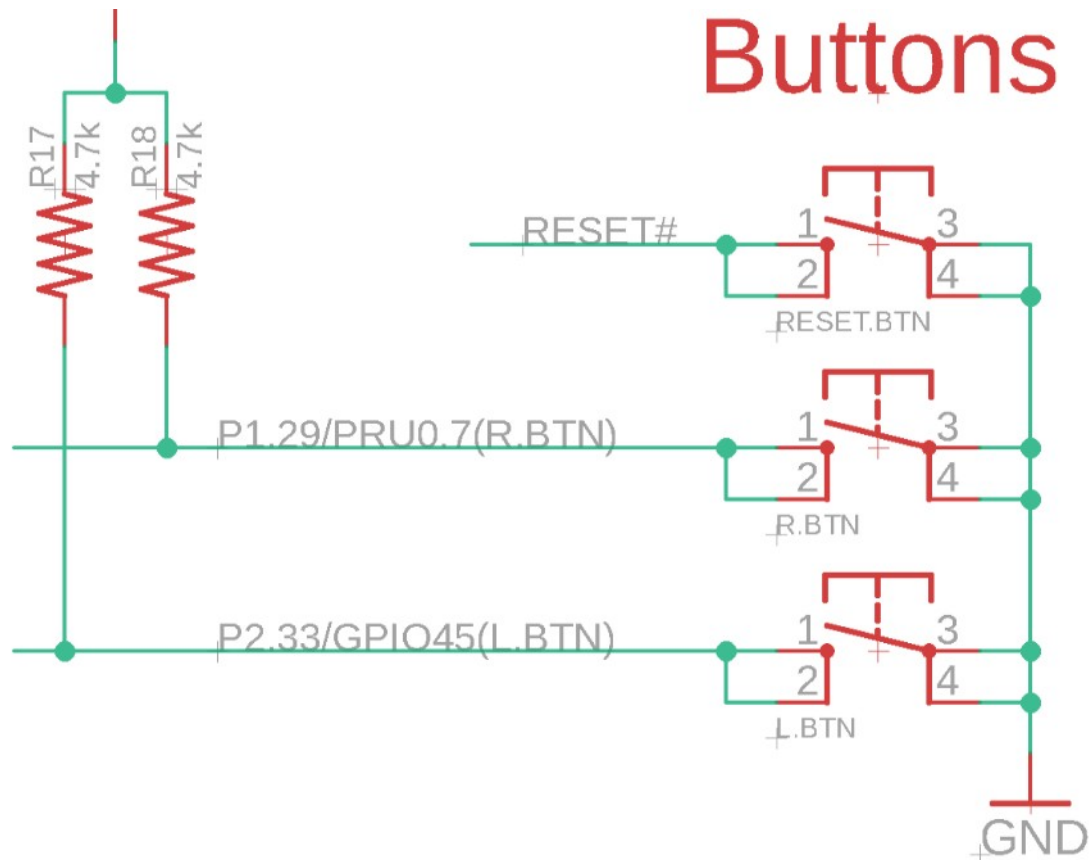 Buttons
R17
4.7k
R18
4.7k
RESET#
1
3
2
4
RESET.BTN
P1.29/PRU0.7(R.BTN)
1
3
2
4
R.BTN
P2.33/GPIO45(L.BTN)
1
3
2
4
L.BTN
GND